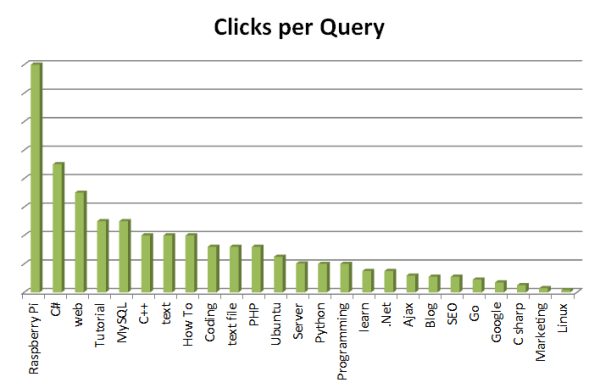 Clicks per Query
Raspberry Pi
C#
web
Tutorial
MySQL
C++
text
How To
Coding
text file
PHP
Ubuntu
Server
Python
Programming
learn
.Net
Ajax
Blog
SEO
Go
Google
C sharp
Marketing
Linux